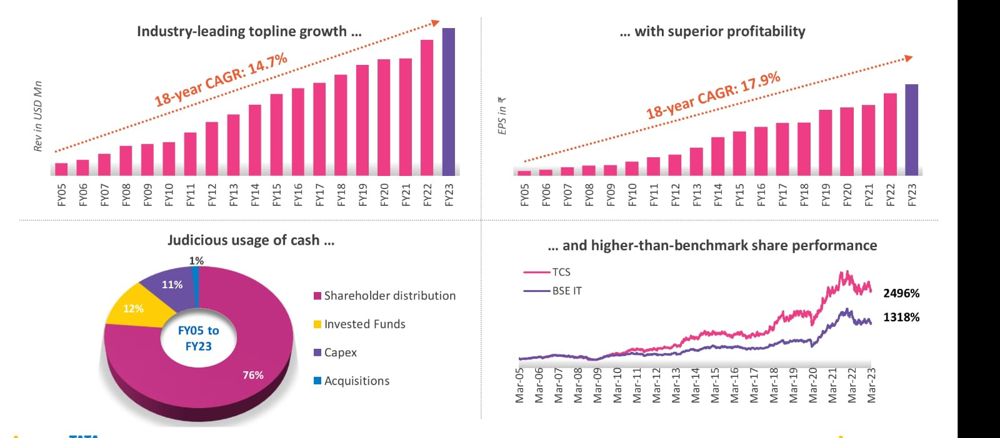 Industry-leading topline growth ...
18-year CAGR: 14.7%
Rev in USD Mn
FY05 FY06 FY07 FY08 FY09 FY10 FY11 FY12 FY13 FY14 FY15 FY16 FY17 FY18 FY19 FY20 FY21 FY22 FY23
... with superior profitability
18-year CAGR: 17.9%
EPS in ₹
FY05 FY06 FY07 FY08 FY09 FY10 FY11 FY12 FY13 FY14 FY15 FY16 FY17 FY18 FY19 FY20 FY21 FY22 FY23
Judicious usage of cash ...
1%
11%
12%
76%
FY05 to
FY23
Shareholder distribution
Invested Funds
Capex
Acquisitions
... and higher-than-benchmark share performance
TCS
BSE IT
2496%
1318%
Mar-05 Mar-06 Mar-07 Mar-08 Mar-09 Mar-10 Mar-11 Mar-12 Mar-13 Mar-14 Mar-15 Mar-16 Mar-17 Mar-18 Mar-19 Mar-20 Mar-21 Mar-22 Mar-23
TATA